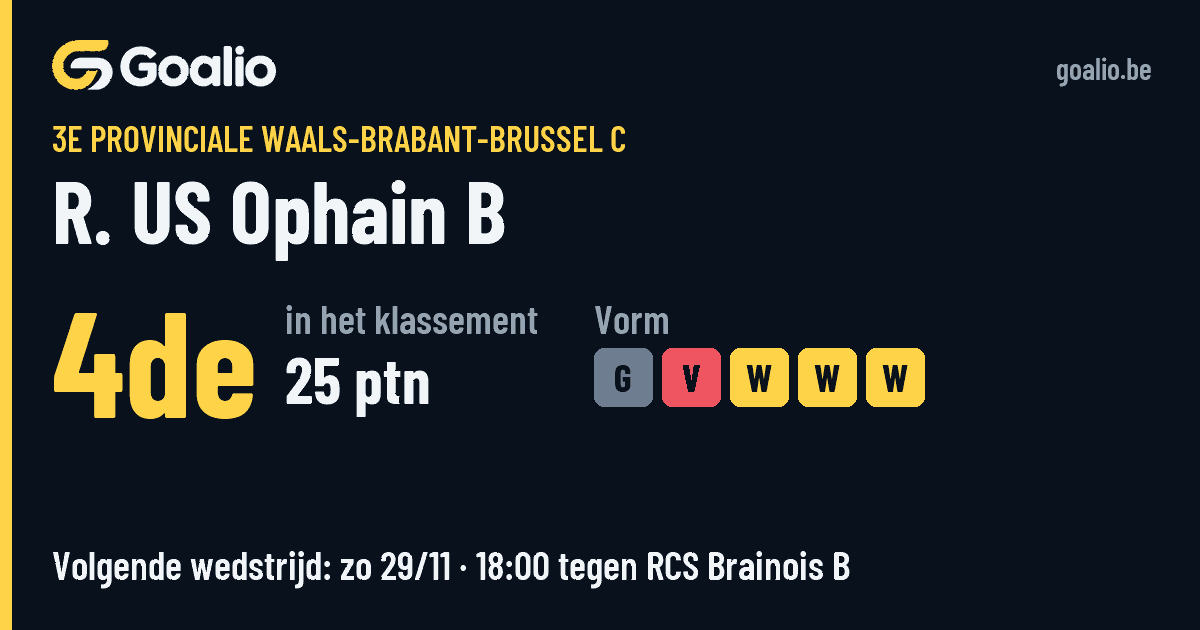 Goalio
goalio.be
3E PROVINCIALE WAALS-BRABANT-BRUSSEL C
R. US Ophain B
4de
in het klassement
25 ptn
Vorm
G V W W W
Volgende wedstrijd: zo 29/11 · 18:00 tegen RCS Brainois B